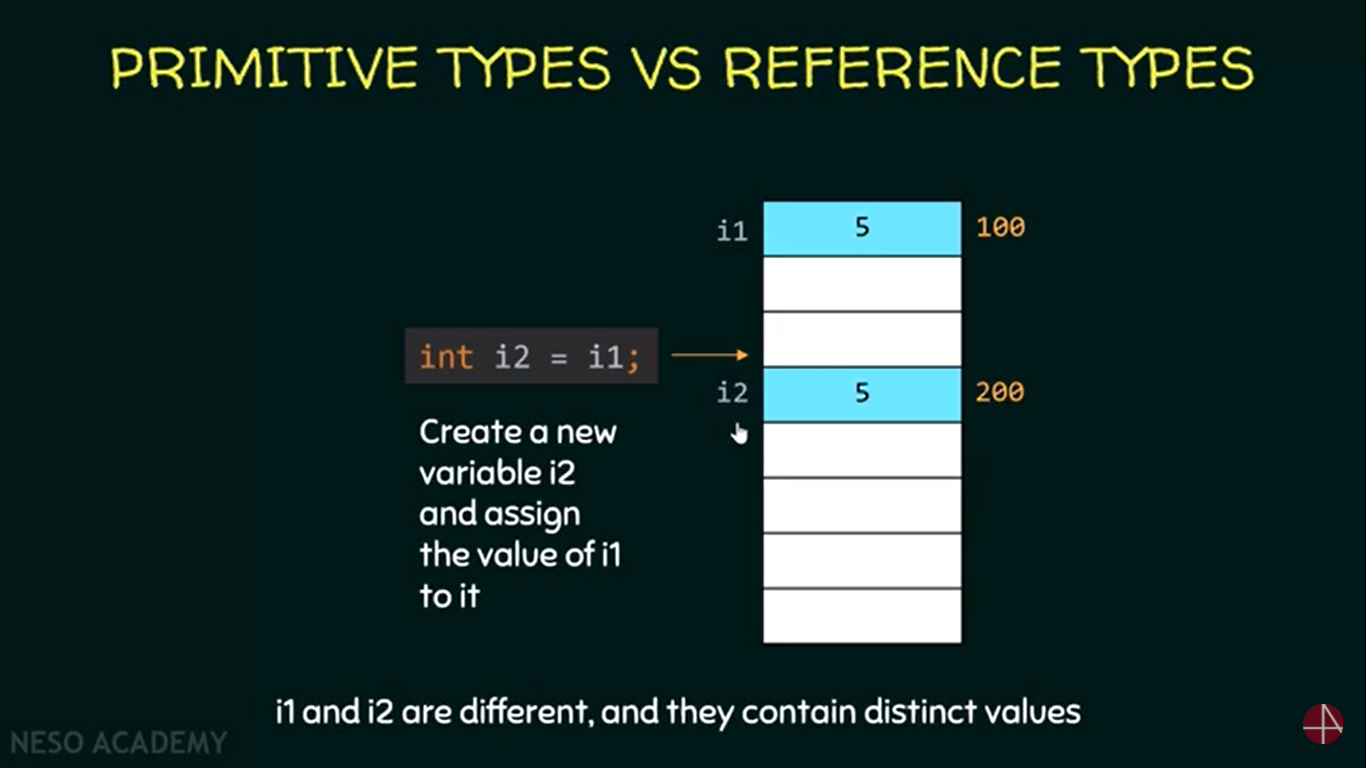 PRIMITIVE TYPES VS REFERENCE TYPES
i1 5 100
int i2 = i1;
i2 5 200
Create a new
variable i2
and assign
the value of i1
to it
i1 and i2 are different, and they contain distinct values
NESO ACADEMY